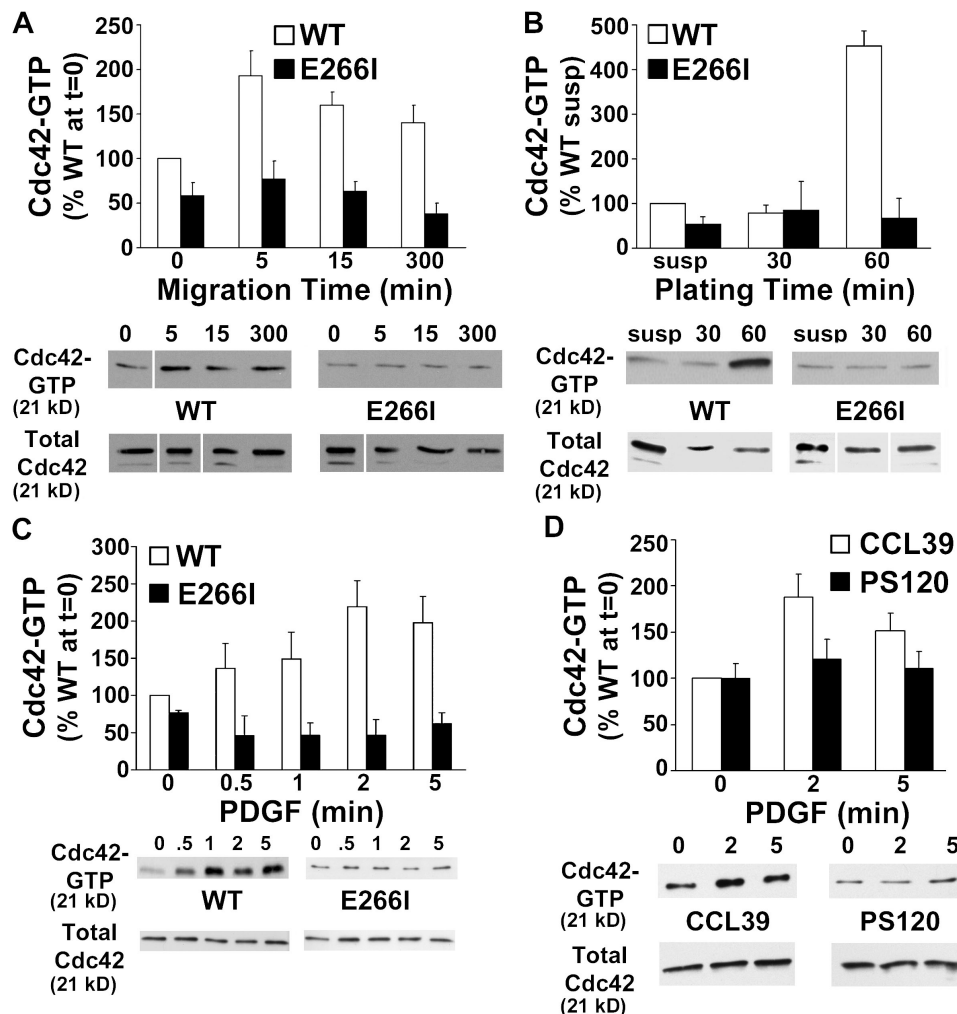 A
Cdc42-GTP
(% WT at t=0)
250
200
150
100
50
0
WT
E266I
0 5 15 300
Migration Time (min)
0 5 15 300 0 5 15 300
Cdc42-
GTP
(21 kD)
WT E266I
Total
Cdc42
(21 kD)
B
Cdc42-GTP
(% WT susp)
500
400
300
200
100
0
WT
E266I
susp 30 60
Plating Time (min)
susp 30 60 susp 30 60
Cdc42-
GTP
(21 kD)
WT E266I
Total
Cdc42
(21 kD)
C
Cdc42-GTP
(% WT at t=0)
300
250
200
150
100
50
0
WT
E266I
0 0.5 1 2 5
PDGF (min)
0 .5 1 2 5 0 .5 1 2 5
Cdc42-
GTP
(21 kD)
WT E266I
Total
Cdc42
(21 kD)
D
Cdc42-GTP
(% WT at t=0)
250
200
150
100
50
0
CCL39
PS120
0 2 5
PDGF (min)
0 2 5 0 2 5
Cdc42-
GTP
(21 kD)
CCL39 PS120
Total
Cdc42
(21 kD)